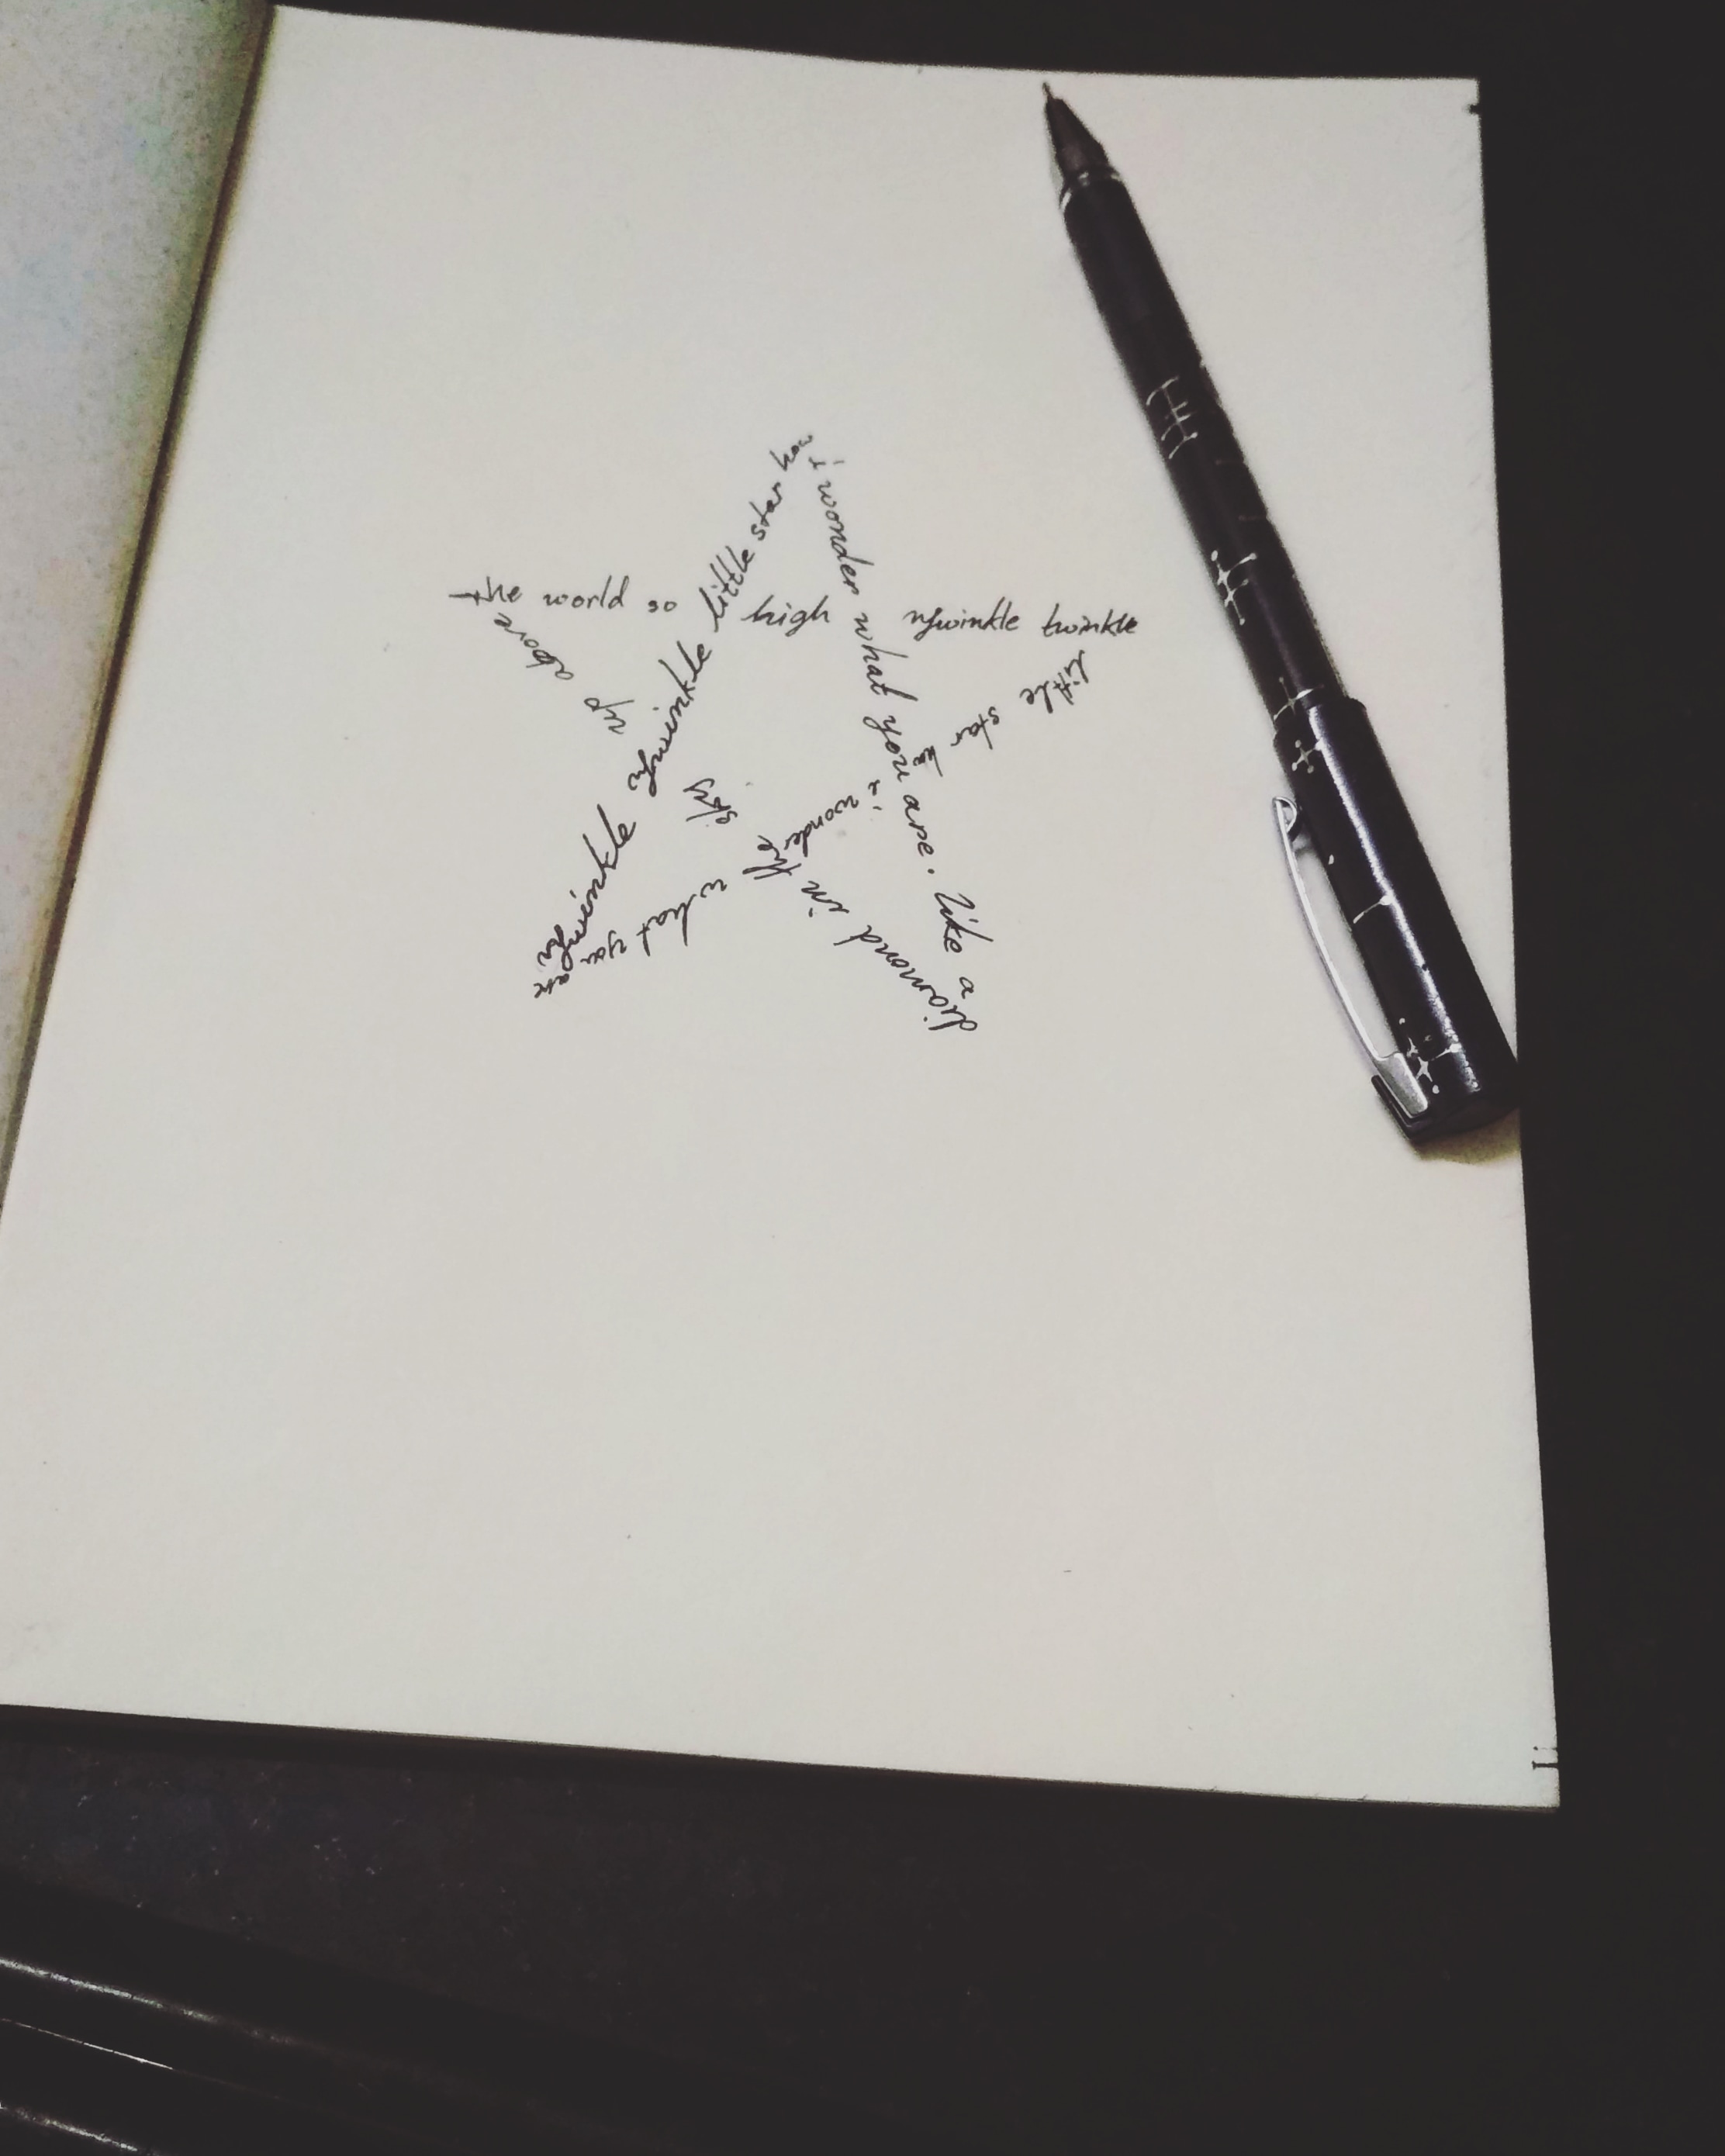 twinkle twinkle little star how
i wonder what you are. like a
diamond in the sky up above
the world so high twinkle twinkle
little star how i wonder what you are